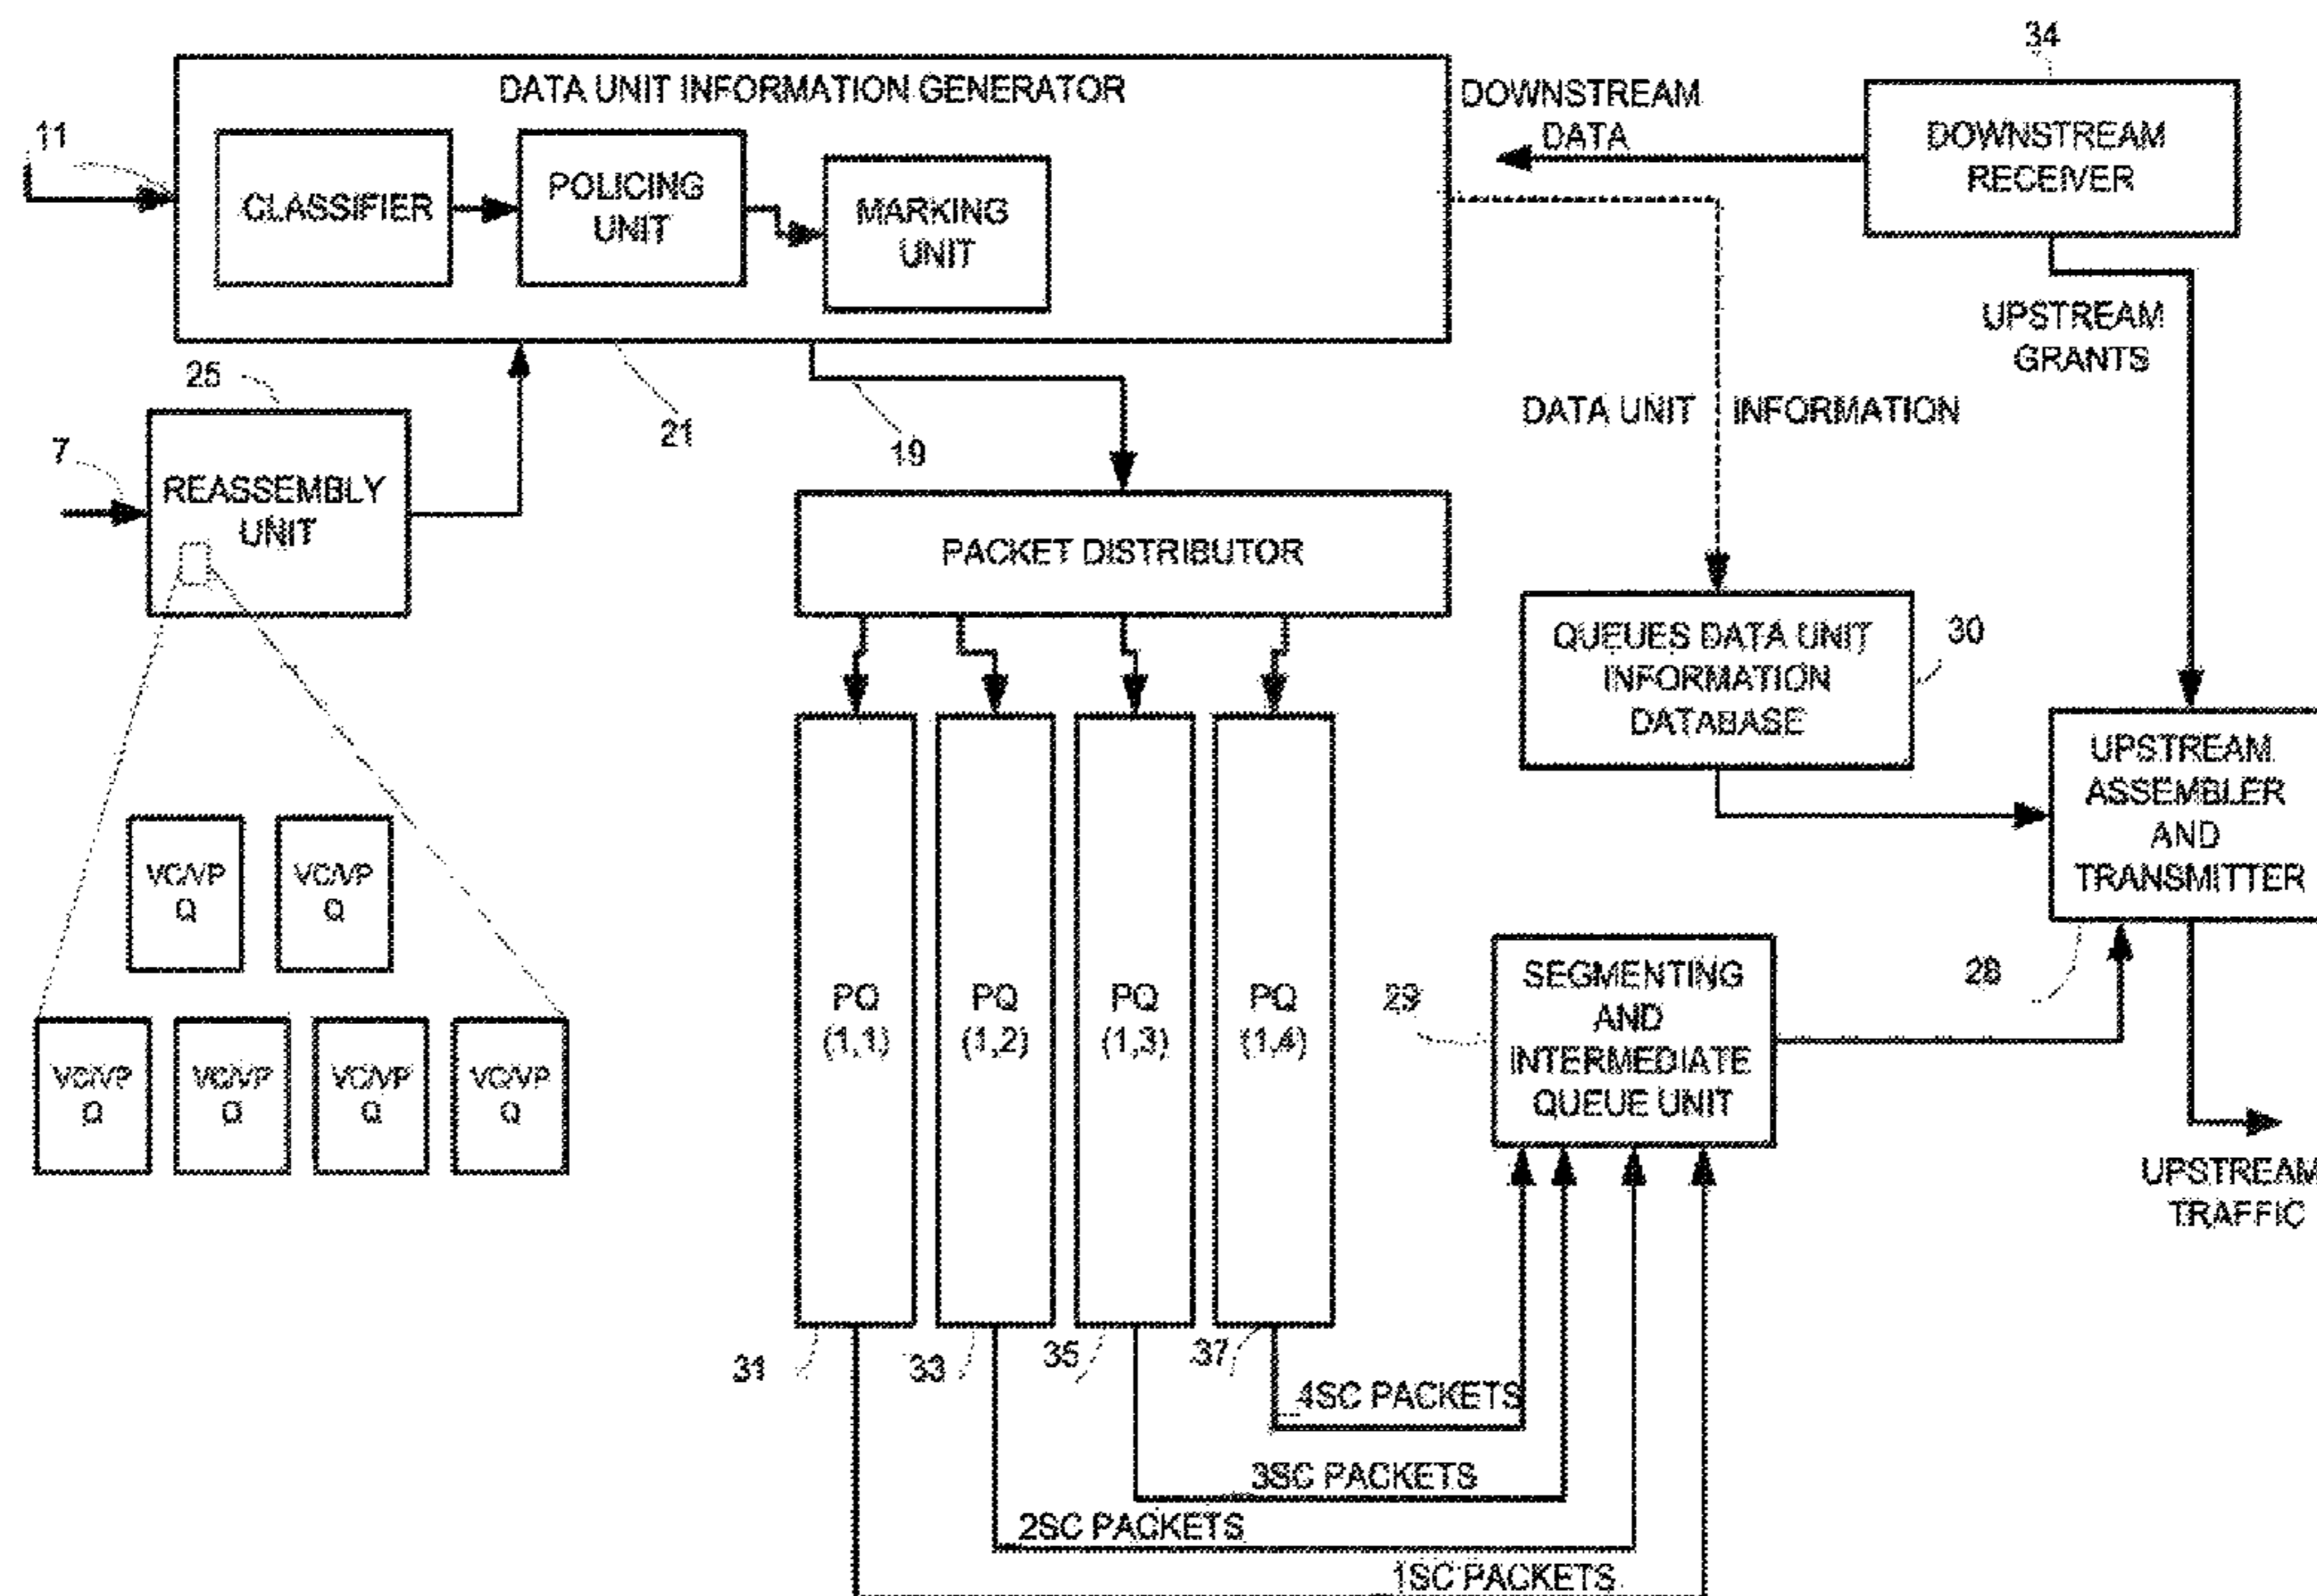 34
DATA UNIT INFORMATION GENERATOR
DOWNSTREAM
DATA
DOWNSTREAM
RECEIVER
11
CLASSIFIER
POLICING
UNIT
MARKING
UNIT
UPSTREAM
GRANTS
25
21
19
DATA UNIT INFORMATION
7
REASSEMBLY
UNIT
PACKET DISTRIBUTOR
QUEUES DATA UNIT
INFORMATION
DATABASE
30
UPSTREAM
ASSEMBLER
AND
TRANSMITTER
VC/VP
Q
VC/VP
Q
VC/VP
Q
VC/VP
Q
VC/VP
Q
VC/VP
Q
PQ
(1,1)
PQ
(1,2)
PQ
(1,3)
PQ
(1,4)
29
SEGMENTING
AND
INTERMEDIATE
QUEUE UNIT
28
UPSTREAM
TRAFFIC
31
33
35
37
4SC PACKETS
3SC PACKETS
2SC PACKETS
1SC PACKETS